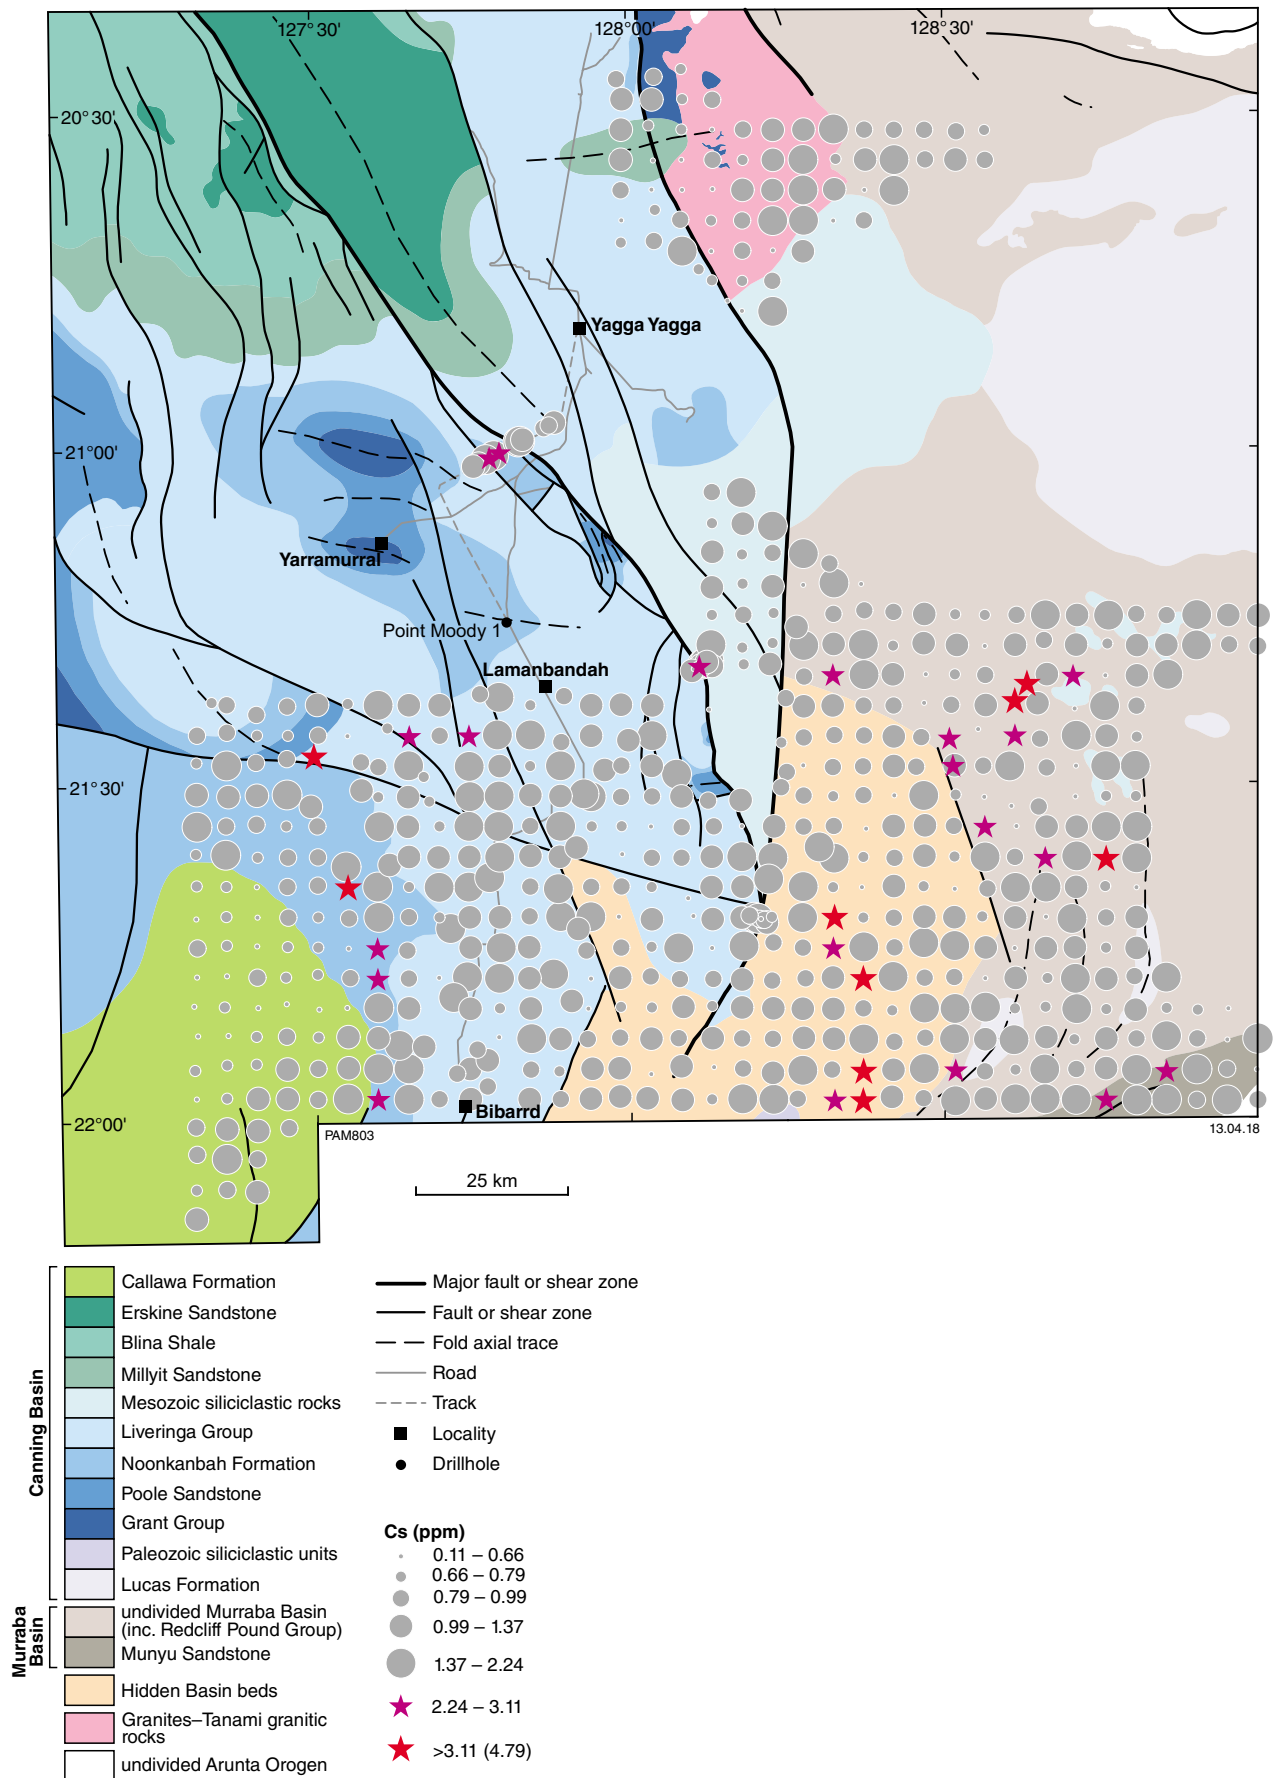 127°30'
128°00'
128°30'
20°30'
Yagga Yagga
21°00'
Yarramurral
Point Moody 1
Lamanbandah
21°30'
Bibarrd
22°00'
PAM803
13.04.18
25 km
Canning Basin
Callawa Formation
Erskine Sandstone
Blina Shale
Millyit Sandstone
Mesozoic siliciclastic rocks
Liveringa Group
Noonkanbah Formation
Poole Sandstone
Grant Group
Paleozoic siliciclastic units
Lucas Formation
Murraba
Basin
undivided Murraba Basin
(inc. Redcliff Pound Group)
Munyu Sandstone
Hidden Basin beds
Granites–Tanami granitic
rocks
undivided Arunta Orogen
Major fault or shear zone
Fault or shear zone
Fold axial trace
Road
Track
Locality
Drillhole
Cs (ppm)
0.11 – 0.66
0.66 – 0.79
0.79 – 0.99
0.99 – 1.37
1.37 – 2.24
2.24 – 3.11
>3.11 (4.79)